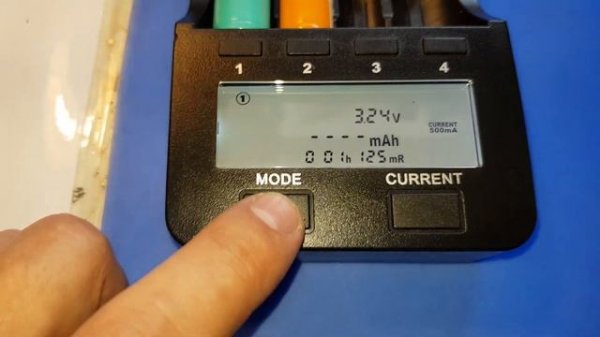 1 2 3 4
①
3.24v
CURRENT
500mA
- - - - mAh
001h 125mR
MODE CURRENT